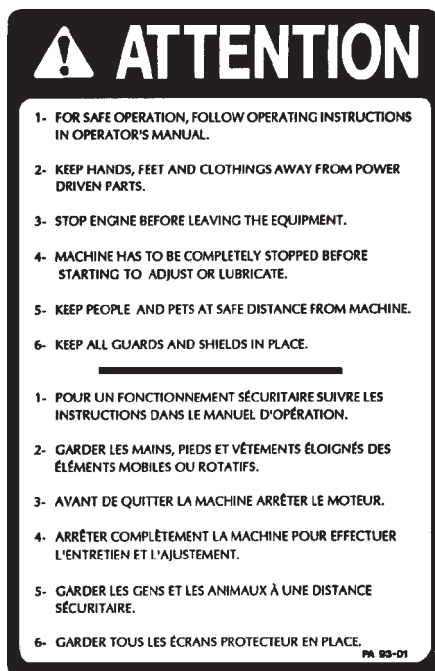 ATTENTION
1- FOR SAFE OPERATION, FOLLOW OPERATING INSTRUCTIONS
IN OPERATOR'S MANUAL.
2- KEEP HANDS, FEET AND CLOTHINGS AWAY FROM POWER
DRIVEN PARTS.
3- STOP ENGINE BEFORE LEAVING THE EQUIPMENT.
4- MACHINE HAS TO BE COMPLETELY STOPPED BEFORE
STARTING TO ADJUST OR LUBRICATE.
5- KEEP PEOPLE AND PETS AT SAFE DISTANCE FROM MACHINE.
6- KEEP ALL GUARDS AND SHIELDS IN PLACE.
1- POUR UN FONCTIONNEMENT SÉCURITAIRE SUIVRE LES
INSTRUCTIONS DANS LE MANUEL D'OPÉRATION.
2- GARDER LES MAINS, PIEDS ET VÊTEMENTS ÉLOIGNÉS DES
ÉLÉMENTS MOBILES OU ROTATIFS.
3- AVANT DE QUITTER LA MACHINE ARRÊTER LE MOTEUR.
4- ARRÊTER COMPLÈTEMENT LA MACHINE POUR EFFECTUER
L'ENTRETIEN ET L'AJUSTEMENT.
5- GARDER LES GENS ET LES ANIMAUX À UNE DISTANCE
SÉCURITAIRE.
6- GARDER TOUS LES ÉCRANS PROTECTEUR EN PLACE.
PA 93-D1